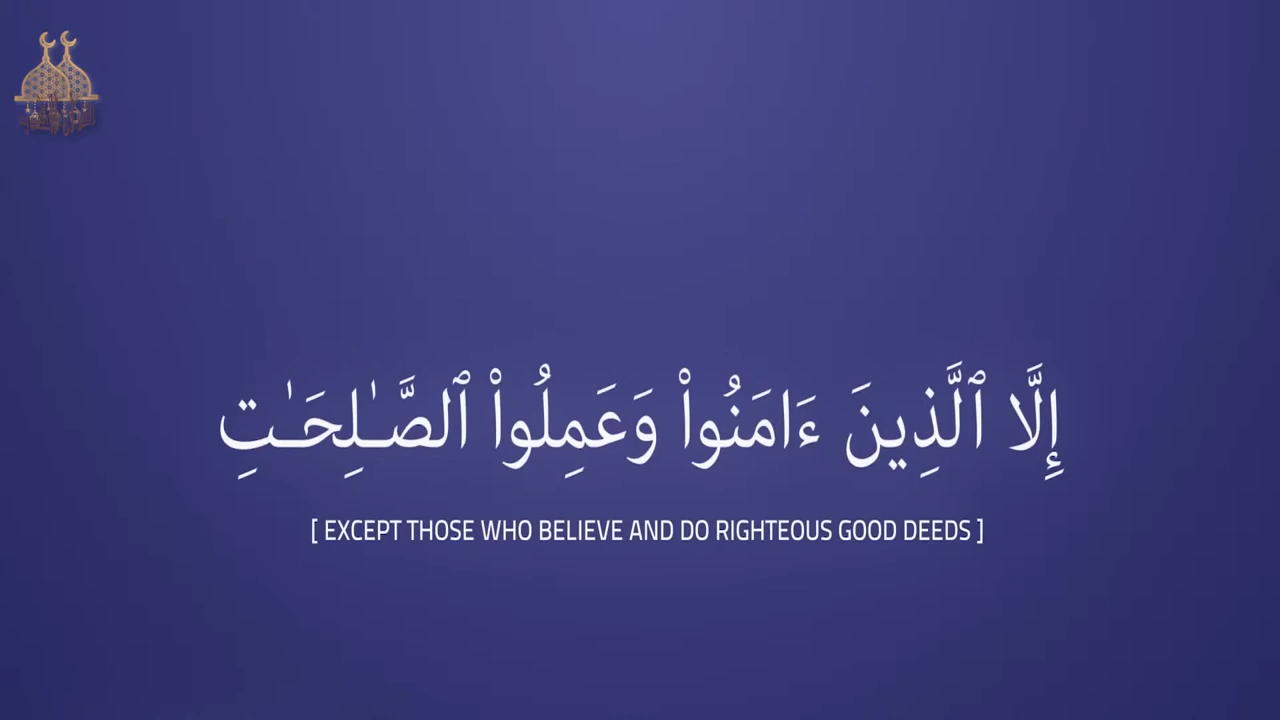 إِلَّا ٱلَّذِينَ ءَامَنُوا۟ وَعَمِلُوا۟ ٱلصَّـٰلِحَـٰتِ
[ EXCEPT THOSE WHO BELIEVE AND DO RIGHTEOUS GOOD DEEDS ]